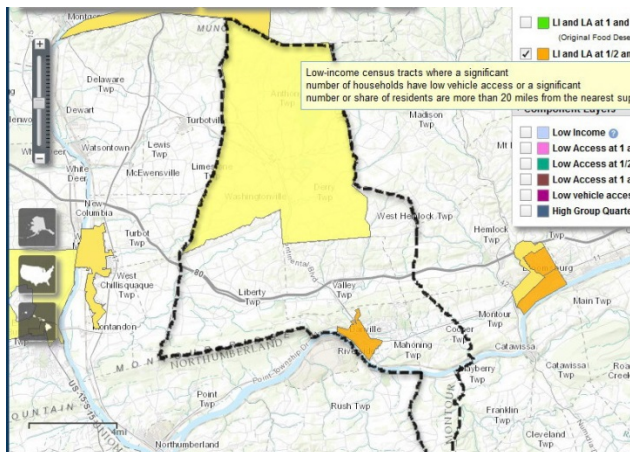 MUNC
LI and LA at 1 and
(Original Food Dese
LI and LA at 1/2 an
Low-income census tracts where a significant
number of households have low vehicle access or a significant
number or share of residents are more than 20 miles from the nearest sup
Component Layers
Low Income
Low Access at 1 a
Low Access at 1/2
Low Access at 1 a
Low vehicle acces
High Group Quarte
Delaware
Twp
Dewart
Turbotville
Madison
Twp
Watsontown
Lewis
Twp
McEwensville
Limestone
Twp
White
Deer
Washingtonville
Derry
Twp
New
Columbia
Turbot
Twp
West Hemlock Twp
Hemlock
Twp
West
Chillisquaque
Twp
80
Liberty
Twp
Valley
Twp
Main Twp
Montandon
Mahoning
Twp
Cooper
Twp
Montour
Twp
Catawissa
NORTHUMBERLAND
Catawissa
Twp
Point
Twp
Rush Twp
MONTOUR
Franklin
Twp
Northumberland
Cleveland
Twp
4mi